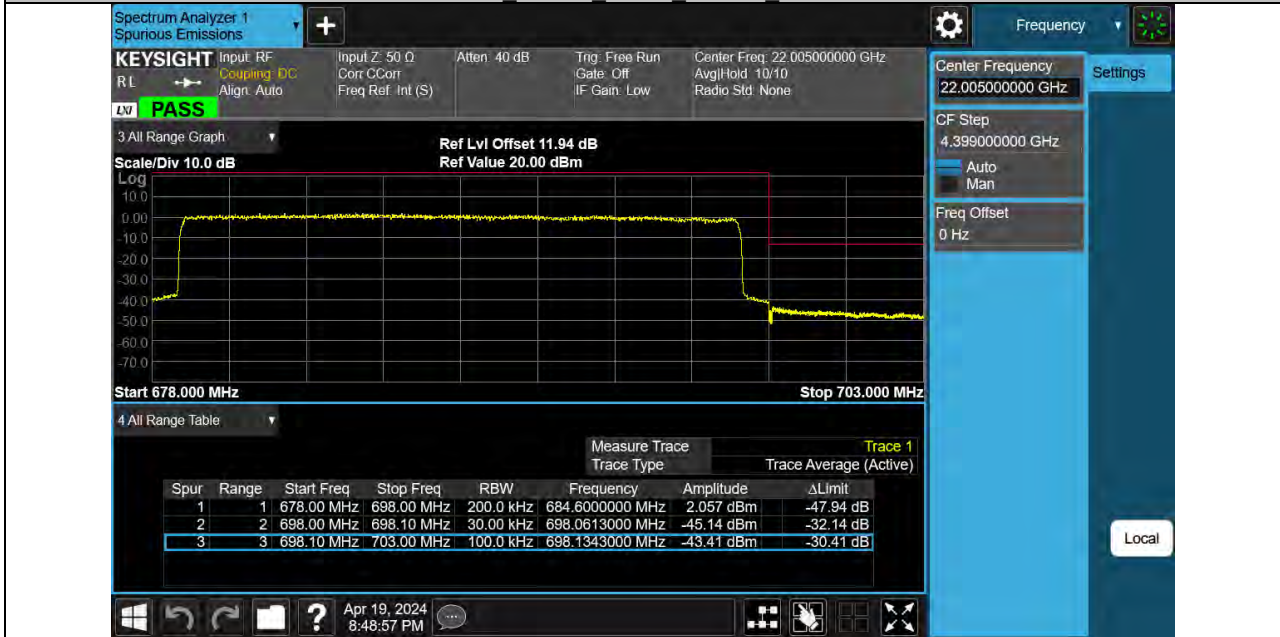 Spectrum Analyzer 1
Spurious Emissions
▼
+
Frequency ▼
KEYSIGHT
RL
LXI PASS
Input: RF
Coupling: DC
Align: Auto
Input Z: 50 Ω
Corr CCorr
Freq Ref: Int (S)
Atten: 40 dB
Trig: Free Run
Gate: Off
IF Gain: Low
Center Freq: 22.005000000 GHz
Avg|Hold: 10/10
Radio Std: None
Center Frequency
22.005000000 GHz
Settings
CF Step
4.399000000 GHz
Auto
Man
Freq Offset
0 Hz
3 All Range Graph ▼
Ref Lvl Offset 11.94 dB
Scale/Div 10.0 dB
Ref Value 20.00 dBm
Log
10.0
0.00
-10.0
-20.0
-30.0
-40.0
-50.0
-60.0
-70.0
Start 678.000 MHz
Stop 703.000 MHz
4 All Range Table ▼
Measure Trace Trace 1
Trace Type Trace Average (Active)
Spur Range Start Freq Stop Freq RBW Frequency Amplitude ΔLimit
1 1 678.00 MHz 698.00 MHz 200.0 kHz 684.6000000 MHz 2.057 dBm -47.94 dB
2 2 698.00 MHz 698.10 MHz 30.00 kHz 698.0613000 MHz -45.14 dBm -32.14 dB
3 3 698.10 MHz 703.00 MHz 100.0 kHz 698.1343000 MHz -43.41 dBm -30.41 dB
Local
?
Apr 19, 2024
8:48:57 PM